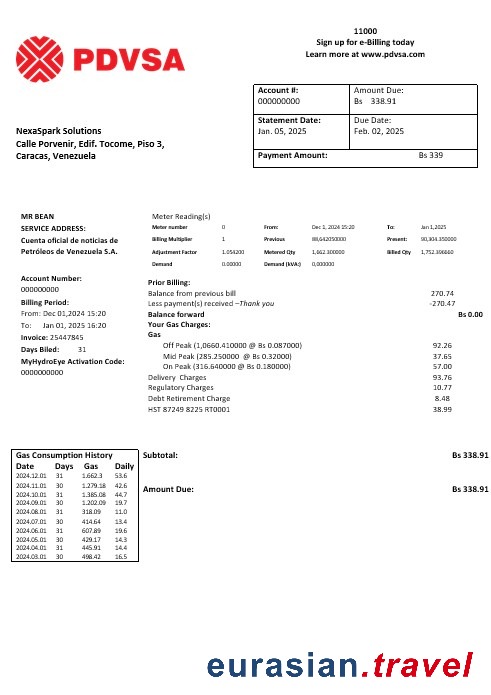 11000
Sign up for e-Billing today
Learn more at www.pdvsa.com
PDVSA
Account #:
000000000
Amount Due:
Bs 338.91
Statement Date:
Jan. 05, 2025
Due Date:
Feb. 02, 2025
Payment Amount: Bs 339
NexaSpark Solutions
Calle Porvenir, Edif. Tocome, Piso 3,
Caracas, Venezuela
MR BEAN
SERVICE ADDRESS:
Cuenta oficial de noticias de
Petróleos de Venezuela S.A.
Account Number:
000000000
Billing Period:
From: Dec 01,2024 15:20
To: Jan 01, 2025 16:20
Invoice: 25447845
Days Biled: 31
MyHydroEye Activation Code:
0000000000
Meter Reading(s)
Meter number 0 From: Dec 1, 2024 15:20 To: Jan 1,2025
Billing Multiplier 1 Previous 88,642050000 Present: 90,304.350000
Adjustment Factor 1.054200 Metered Qty 1,662.300000 Billed Qty 1,752.396660
Demand 0.00000 Demand (kVA): 0,000000
Prior Billing:
Balance from previous bill 270.74
Less payment(s) received –Thank you -270.47
Balance forward Bs 0.00
Your Gas Charges:
Gas
Off Peak (1,0660.410000 @ Bs 0.087000) 92.26
Mid Peak (285.250000 @ Bs 0.32000) 37.65
On Peak (316.640000 @ Bs 0.180000) 57.00
Delivery Charges 93.76
Regulatory Charges 10.77
Debt Retirement Charge 8.48
HST 87249 8225 RT0001 38.99
Gas Consumption History
Date Days Gas Daily
2024.12.01 31 1.662.3 53.6
2024.11.01 30 1.279.18 42.6
2024.10.01 31 1.385.08 44.7
2024.09.01 30 1.202.09 19.7
2024.08.01 31 318.09 11.0
2024.07.01 30 414.64 13.4
2024.06.01 31 607.89 19.6
2024.05.01 30 429.17 14.3
2024.04.01 31 445.91 14.4
2024.03.01 30 498.42 16.5
Subtotal: Bs 338.91
Amount Due: Bs 338.91
eurasian.travel